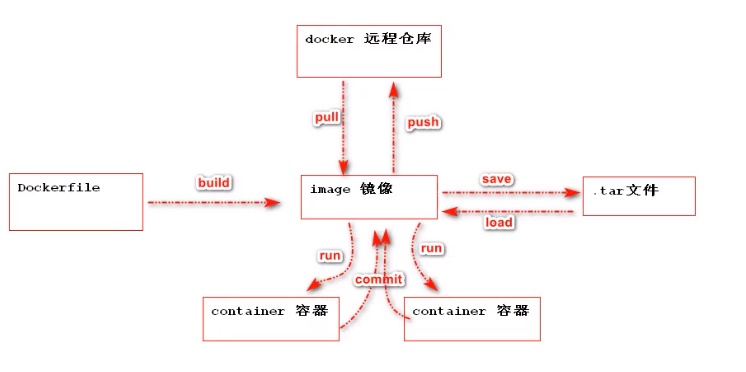 docker 远程仓库
pull
push
Dockerfile
build
image 镜像
save
load
.tar文件
run
run
commit
container 容器
container 容器